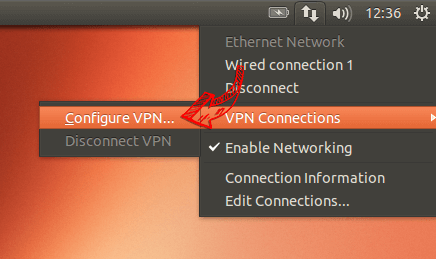 12:36
Ethernet Network
Wired connection 1
Disconnect
Configure VPN...
VPN Connections
Disconnect VPN
Enable Networking
Connection Information
Edit Connections...